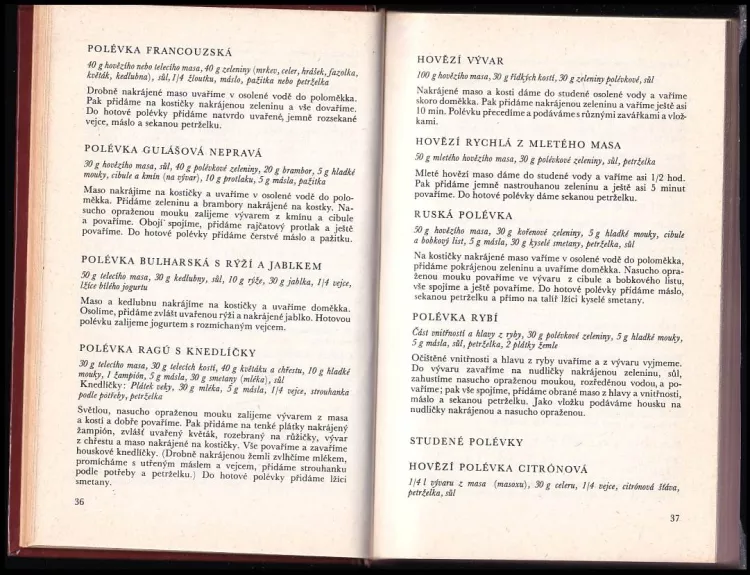 POLÉVKA FRANCOUZSKÁ
40 g hovězího nebo telecího masa, 40 g zeleniny (mrkev, celer, hrášek, fazolka,
květák, kedlubna), sůl, 1/4 žloutku, máslo, pažitka nebo petržel
Drobně nakrájené maso uvaříme v osolené vodě do poloměkka.
Pak přidáme na kostičky nakrájenou zeleninu a vše dovaříme.
Do hotové polévky přidáme natvrdo uvařené, jemně rozsekané
vejce, máslo a sekanou petrželku.
POLÉVKA GULÁŠOVÁ NEPRAVÁ
30 g hovězího masa, sůl, 40 g polévkové zeleniny, 20 g brambor, 5 g hladké
mouky, cibule a kmín (na vývar), 10 g protlaku, 5 g másla, pažitka
Maso nakrájíme na kostičky a uvaříme v osolené vodě do polo-
měkka. Přidáme zeleninu a brambory nakrájené na kostky. Na-
sucho opraženou mouku zalijeme vývarem z kmínu a cibule
a povaříme. Obojí spojíme, přidáme rajčatový protlak a ještě
povaříme. Do hotové polévky přidáme čerstvé máslo a pažitku.
POLÉVKA BULHARSKÁ S RÝŽÍ A JABLKEM
50 g telecího masa, 30 g kedlubny, sůl, 10 g rýže, 30 g jablka, 1/4 vejce,
lžíce bílého jogurtu
Maso a kedlubnu nakrájíme na kostičky a uvaříme doměkka.
Osolíme, přidáme zvlášť uvařenou rýži a nakrájené jablko. Hotovou
polévku zalijeme jogurtem s rozmíchaným vejcem.
POLÉVKA RAGÚ S KNEDLÍČKY
30 g telecího masa, 30 g telecích kostí, 40 g květáku a chřestu, 10 g hladké
mouky, 1 žampión, 5 g másla, 30 g smetany (mléka), sůl
Knedlíčky: Plátek veky, 30 g mléka, 5 g másla, 1/4 vejce, strouhanka
podle potřeby, petrželka
Světlou, nasucho opraženou mouku zalijeme vývarem z masa
a kostí a dobře povaříme. Pak přidáme na tenké plátky nakrájený
žampión, zvlášť uvařený květák, rozebraný na růžičky, vývar
z chřestu a maso nakrájené na kostičky. Vše povaříme a zavaříme
houskové knedlíčky. (Drobně nakrájenou žemli zvlhčíme mlékem,
promícháme s utřeným máslem a vejcem, přidáme strouhanku
podle potřeby a petrželku.) Do hotové polévky přidáme lžíci
smetany.
36
HOVĚZÍ VÝVAR
100 g hovězího masa, 30 g řídkých kostí, 30 g zeleniny polévkové, sůl
Nakrájené maso a kosti dáme do studené osolené vody a vaříme
skoro doměkka. Pak přidáme nakrájenou zeleninu a vaříme ještě asi
10 min. Polévku přecedíme a podáváme s různými zavářkami a vlož-
kami.
HOVĚZÍ RYCHLÁ Z MLETÉHO MASA
50 g mletého hovězího masa, 30 g polévkové zeleniny, sůl, petrželka
Mleté hovězí maso dáme do studené vody a vaříme asi 1/2 hod.
Pak přidáme jemně nastrouhanou zeleninu a ještě asi 5 minut
povaříme. Do hotové polévky dáme sekanou petrželku.
RUSKÁ POLÉVKA
50 g hovězího masa, 30 g kořenové zeleniny, 5 g hladké mouky, cibule
a bobkový list, 5 g másla, 30 g kyselé smetany, petrželka, sůl
Na kostičky nakrájené maso vaříme v osolené vodě do poloměkka,
přidáme pokrájenou zeleninu a uvaříme doměkka. Nasucho opra-
ženou mouku povaříme ve vývaru z cibule a bobkového listu,
vše spojíme a ještě povaříme. Do hotové polévky přidáme máslo,
sekanou petrželku a přímo na talíř lžíci kyselé smetany.
POLÉVKA RYBÍ
Část vnitřností a hlavy z ryby, 30 g polévkové zeleniny, 5 g hladké mouky,
5 g másla, sůl, petrželka, 2 plátky žemle
Očištěné vnitřnosti a hlavu z ryby uvaříme a z vývaru vyjmeme.
Do vývaru zavaříme na nudličky nakrájenou zeleninu, sůl,
zahustíme nasucho opraženou moukou, rozředěnou vodou, a po-
vaříme; pak vše spojíme, přidáme obrané maso z hlavy a vnitřnosti,
máslo a sekanou petrželku. Jako vložku podáváme housku na
nudličky nakrájenou a nasucho opraženou.
STUDENÉ POLÉVKY
HOVĚZÍ POLÉVKA CITRÓNOVÁ
1/4 l vývaru z masa (masoxu), 30 g celeru, 1/4 vejce, citrónová šťáva,
petrželka, sůl
37